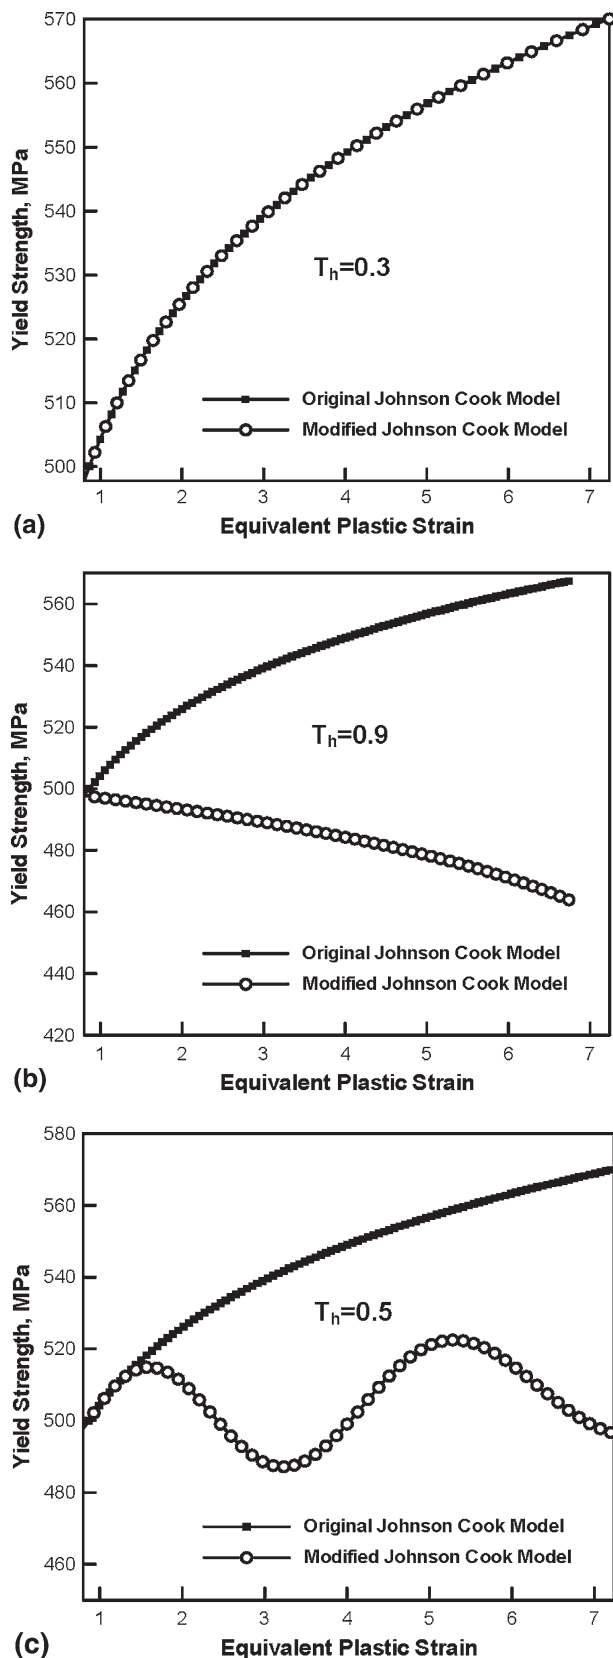 570
560
550
540
530
520
510
500
Yield Strength, MPa
T_h=0.3
Original Johnson Cook Model
Modified Johnson Cook Model
1 2 3 4 5 6 7
(a) Equivalent Plastic Strain
560
540
520
500
480
460
440
420
Yield Strength, MPa
T_h=0.9
Original Johnson Cook Model
Modified Johnson Cook Model
1 2 3 4 5 6 7
(b) Equivalent Plastic Strain
580
560
540
520
500
480
460
Yield Strength, MPa
T_h=0.5
Original Johnson Cook Model
Modified Johnson Cook Model
1 2 3 4 5 6 7
(c) Equivalent Plastic Strain